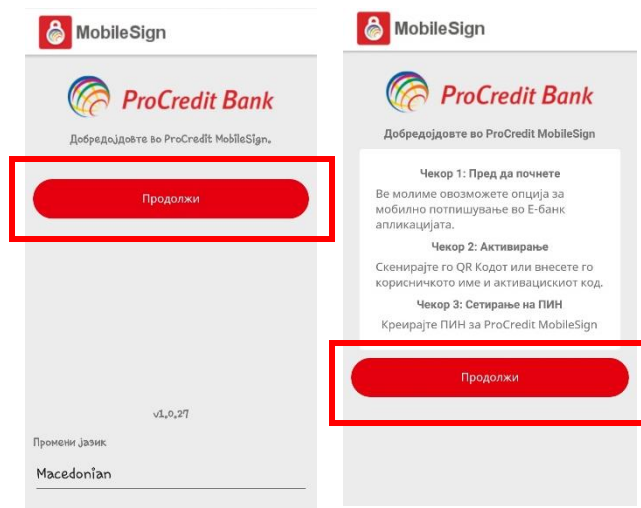 MobileSign
ProCredit Bank
Добредојдовте во ProCredit MobileSign.
Продолжи
v1.0.27
Промени јазик
Macedonian
MobileSign
ProCredit Bank
Добредојдовте во ProCredit MobileSign
Чекор 1: Пред да почнете
Ве молиме овозможете опција за
мобилно потпишување во Е-банк
апликацијата.
Чекор 2: Активирање
Скенирајте го QR Кодот или внесете го
корисничкото име и активацискиот код.
Чекор 3: Сетирање на ПИН
Креирајте ПИН за ProCredit MobileSign
Продолжи